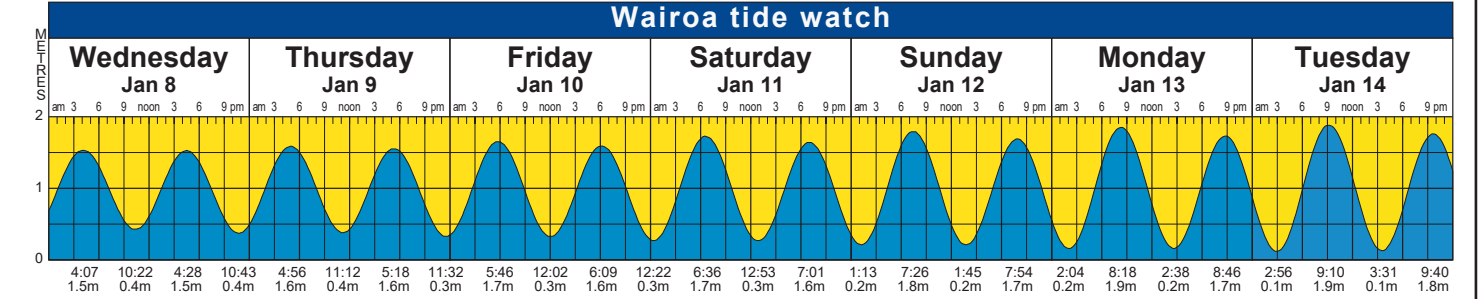 Wairoa tide watch
METRES
Wednesday Thursday Friday Saturday Sunday Monday Tuesday
Jan 8 Jan 9 Jan 10 Jan 11 Jan 12 Jan 13 Jan 14
am 3 6 9 noon 3 6 9 pm am 3 6 9 noon 3 6 9 pm am 3 6 9 noon 3 6 9 pm am 3 6 9 noon 3 6 9 pm am 3 6 9 noon 3 6 9 pm am 3 6 9 noon 3 6 9 pm am 3 6 9 noon 3 6 9 pm
2
1
0
4:07 10:22 4:28 10:43 4:56 11:12 5:18 11:32 5:46 12:02 6:09 12:22 6:36 12:53 7:01 1:13 7:26 1:45 7:54 2:04 8:18 2:38 8:46 2:56 9:10 3:31 9:40
1.5m 0.4m 1.5m 0.4m 1.6m 0.4m 1.6m 0.3m 1.7m 0.3m 1.6m 0.3m 1.7m 0.3m 1.6m 0.2m 1.8m 0.2m 1.7m 0.2m 1.9m 0.2m 1.7m 0.1m 1.9m 0.1m 1.8m